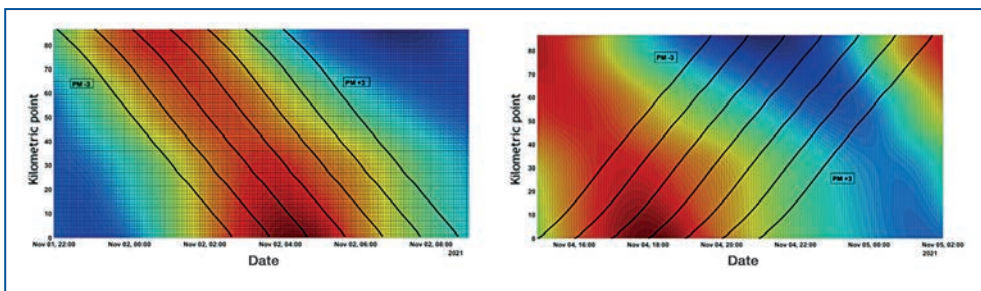 Kilometric point
80
70
60
50
40
30
20
10
0
PM -3
PM +3
Nov 01, 22:00
Nov 02, 00:00
Nov 02, 02:00
Nov 02, 04:00
Nov 02, 06:00
Nov 02, 08:00
2021
Date
Kilometric point
80
70
60
50
40
30
20
10
0
PM -3
PM +3
Nov 04, 16:00
Nov 04, 18:00
Nov 04, 20:00
Nov 04, 22:00
Nov 05, 00:00
Nov 05, 02:00
2021
Date